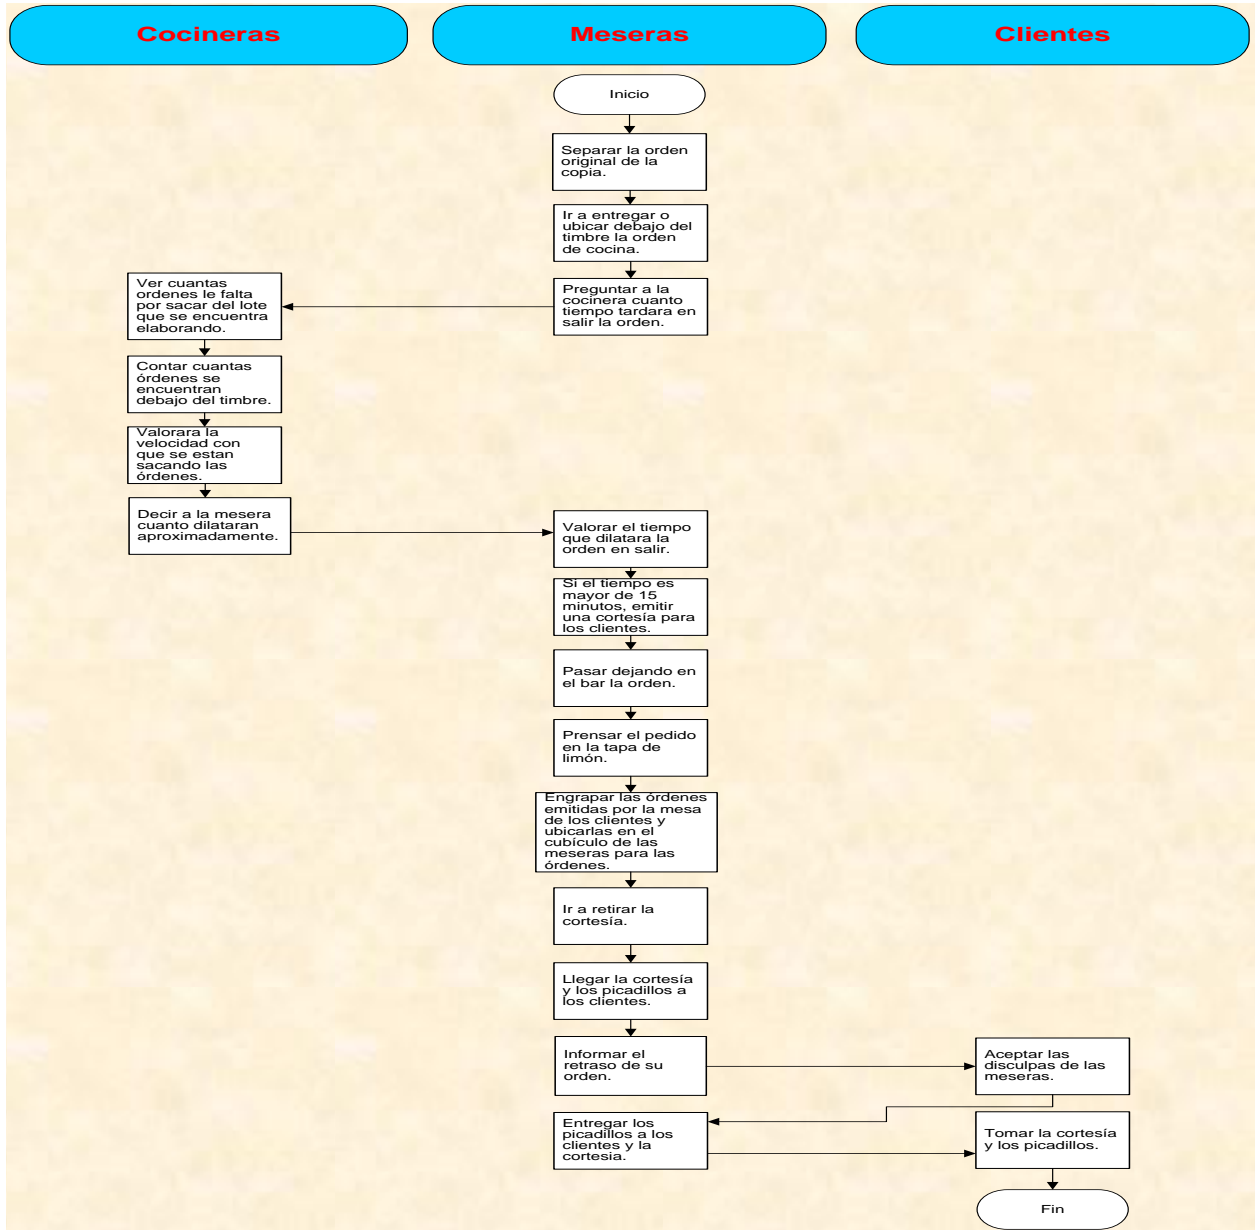 Cocineras
Meseras
Clientes
Inicio
Separar la orden
original de la
copia.
Ir a entregar o
ubicar debajo del
timbre la orden
de cocina.
Preguntar a la
cocinera cuanto
tiempo tardara en
salir la orden.
Ver cuantas
ordenes le falta
por sacar del lote
que se encuentra
elaborando.
Contar cuantas
órdenes se
encuentran
debajo del timbre.
Valorara la
velocidad con
que se estan
sacando las
órdenes.
Decir a la mesera
cuanto dilataran
aproximadamente.
Valorar el tiempo
que dilatara la
orden en salir.
Si el tiempo es
mayor de 15
minutos, emitir
una cortesía para
los clientes.
Pasar dejando en
el bar la orden.
Prensar el pedido
en la tapa de
limón.
Engrapar las órdenes
emitidas por la mesa
de los clientes y
ubicarlas en el
cubículo de las
meseras para las
órdenes.
Ir a retirar la
cortesía.
Llegar la cortesía
y los picadillos a
los clientes.
Informar el
retraso de su
orden.
Aceptar las
disculpas de las
meseras.
Entregar los
picadillos a los
clientes y la
cortesia.
Tomar la cortesía
y los picadillos.
Fin